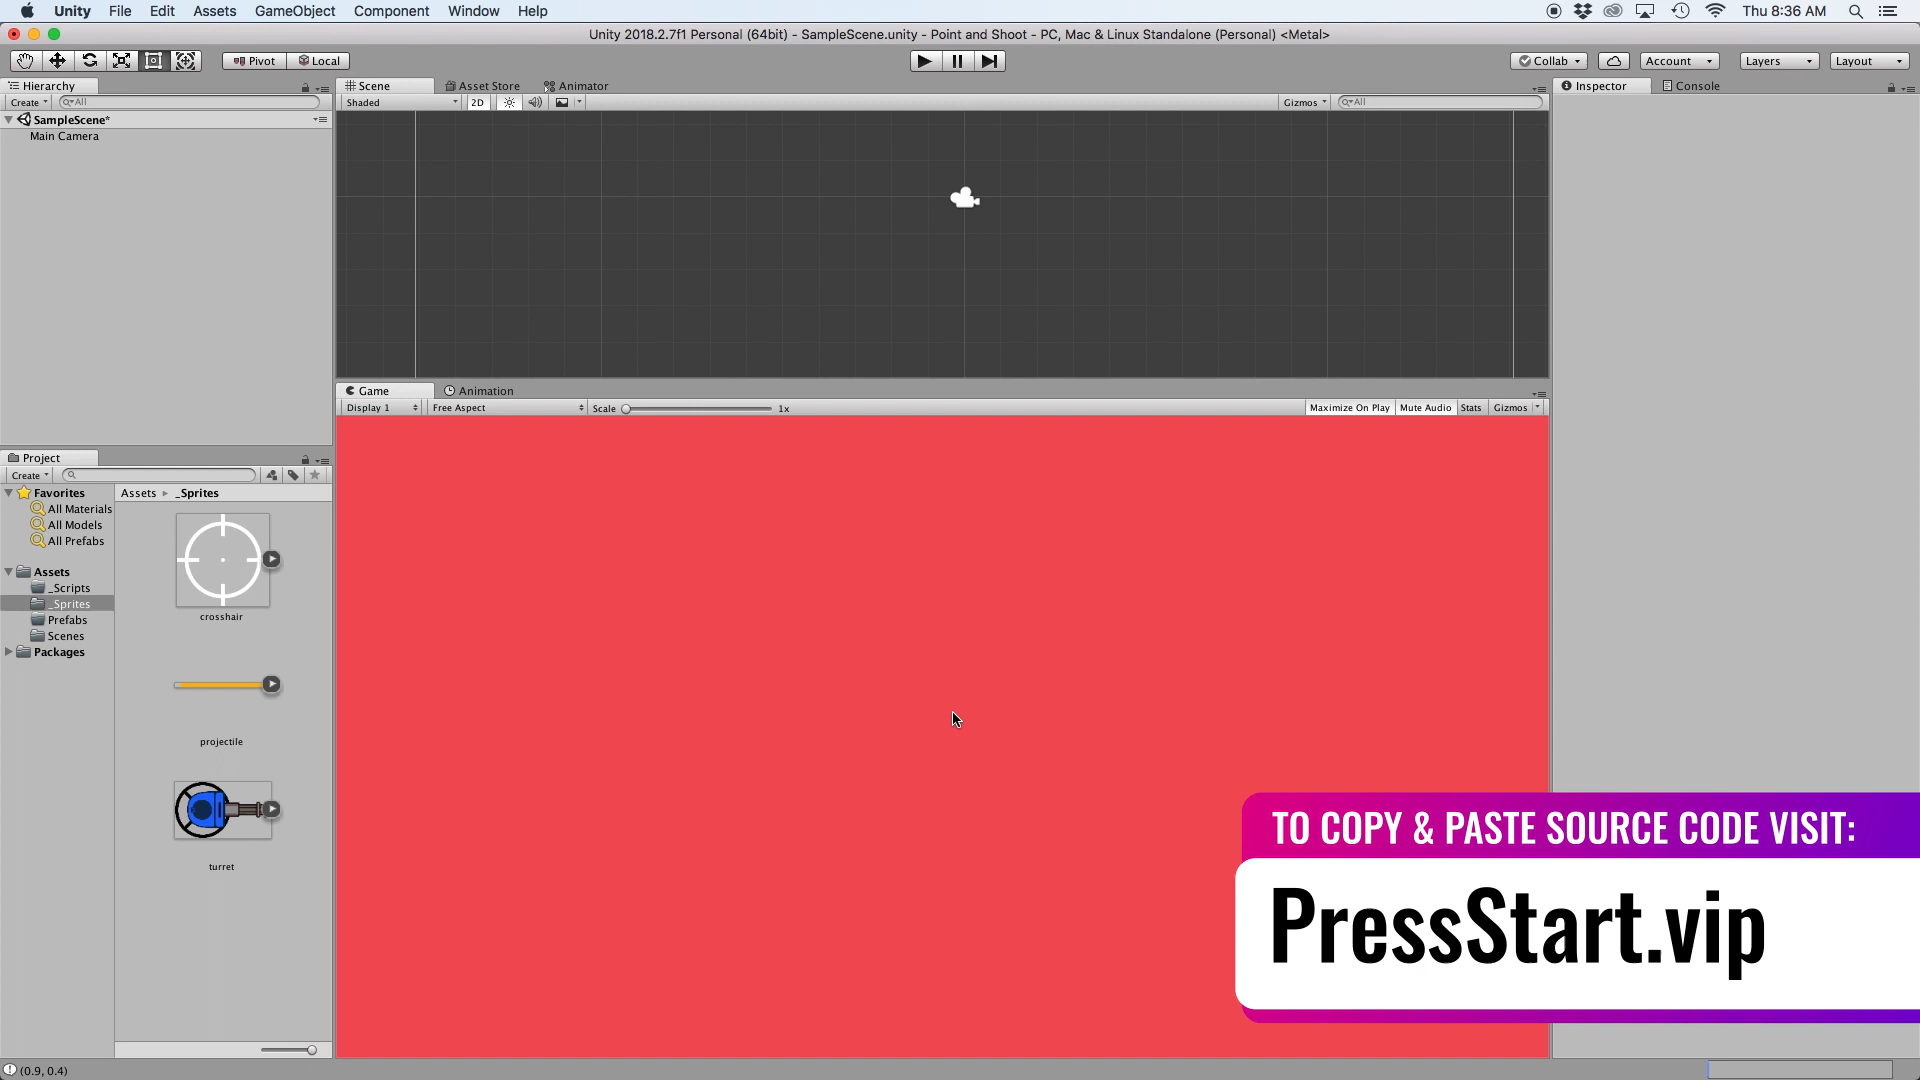 Unity File Edit Assets GameObject Component Window Help
Thu 8:36 AM
Unity 2018.2.7f1 Personal (64bit) - SampleScene.unity - Point and Shoot - PC, Mac & Linux Standalone (Personal) <Metal>
Pivot Local Collab Account Layers Layout
Hierarchy
Create All
SampleScene*
Main Camera
Scene Asset Store Animator
Shaded 2D Gizmos All
Game Animation
Display 1 Free Aspect Scale 1x Maximize On Play Mute Audio Stats Gizmos
Inspector Console
Project
Create
Favorites
All Materials
All Models
All Prefabs
Assets
_Scripts
_Sprites
Prefabs
Scenes
Packages
Assets _Sprites
crosshair
projectile
turret
TO COPY & PASTE SOURCE CODE VISIT:
PressStart.vip
(0.9, 0.4)